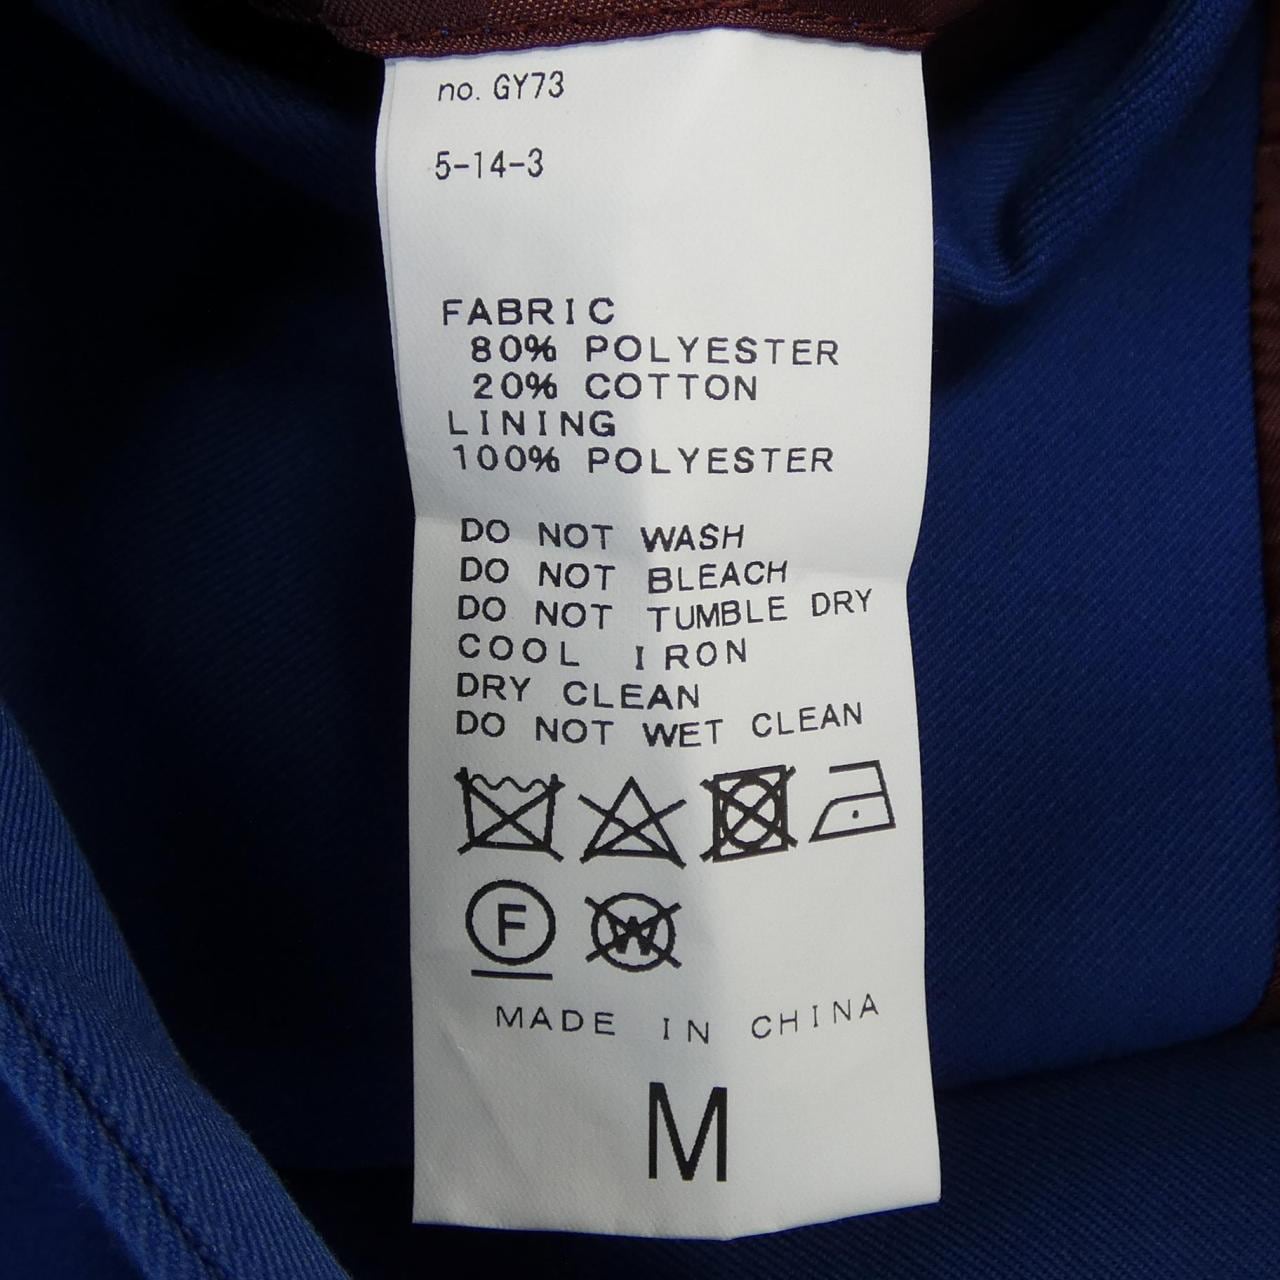 no. GY73
5-14-3
FABRIC
80% POLYESTER
20% COTTON
LINING
100% POLYESTER
DO NOT WASH
DO NOT BLEACH
DO NOT TUMBLE DRY
COOL IRON
DRY CLEAN
DO NOT WET CLEAN
F W
MADE IN CHINA
M